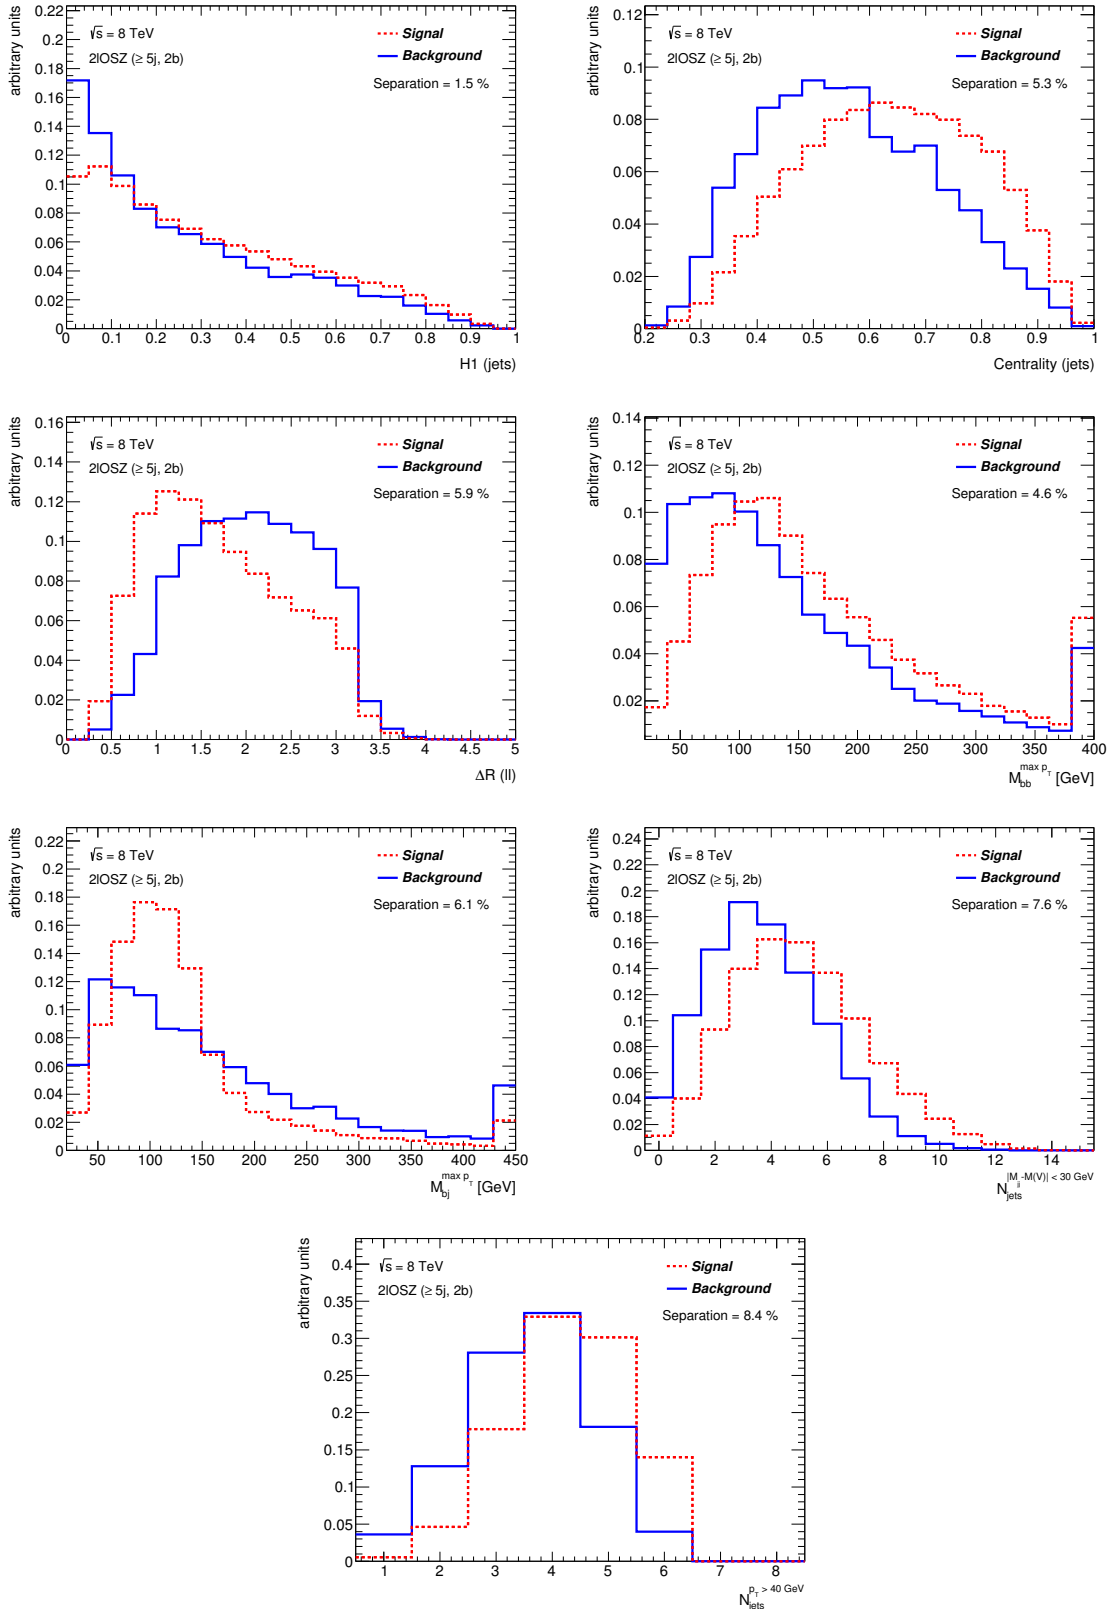 arbitrary units
0.22
0.2
0.18
0.16
0.14
0.12
0.1
0.08
0.06
0.04
0.02
0
√s = 8 TeV
2lOSZ (≥ 5j, 2b)
Signal
Background
Separation = 1.5 %
0 0.1 0.2 0.3 0.4 0.5 0.6 0.7 0.8 0.9 1
H1 (jets)
arbitrary units
0.12
0.1
0.08
0.06
0.04
0.02
0
√s = 8 TeV
2lOSZ (≥ 5j, 2b)
Signal
Background
Separation = 5.3 %
0.2 0.3 0.4 0.5 0.6 0.7 0.8 0.9 1
Centrality (jets)
arbitrary units
0.16
0.14
0.12
0.1
0.08
0.06
0.04
0.02
0
√s = 8 TeV
2lOSZ (≥ 5j, 2b)
Signal
Background
Separation = 5.9 %
0 0.5 1 1.5 2 2.5 3 3.5 4 4.5 5
ΔR (ll)
arbitrary units
0.14
0.12
0.1
0.08
0.06
0.04
0.02
√s = 8 TeV
2lOSZ (≥ 5j, 2b)
Signal
Background
Separation = 4.6 %
50 100 150 200 250 300 350 400
M_bb^max p_T [GeV]
arbitrary units
0.22
0.2
0.18
0.16
0.14
0.12
0.1
0.08
0.06
0.04
0.02
0
√s = 8 TeV
2lOSZ (≥ 5j, 2b)
Signal
Background
Separation = 6.1 %
50 100 150 200 250 300 350 400 450
M_bj^max p_T [GeV]
arbitrary units
0.24
0.22
0.2
0.18
0.16
0.14
0.12
0.1
0.08
0.06
0.04
0.02
0
√s = 8 TeV
2lOSZ (≥ 5j, 2b)
Signal
Background
Separation = 7.6 %
0 2 4 6 8 10 12 14
N_jets^|M_jj-M(V)| < 30 GeV
arbitrary units
0.4
0.35
0.3
0.25
0.2
0.15
0.1
0.05
0
√s = 8 TeV
2lOSZ (≥ 5j, 2b)
Signal
Background
Separation = 8.4 %
1 2 3 4 5 6 7 8
N_jets^p_T > 40 GeV